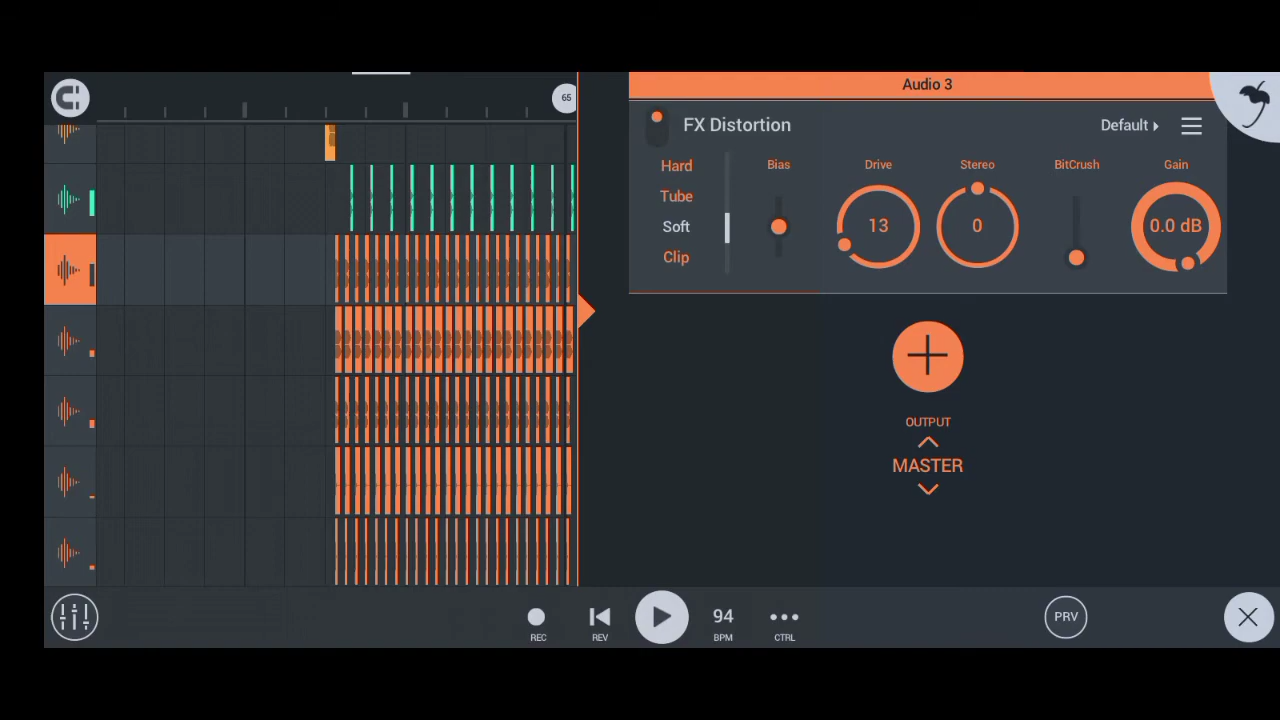 Audio 3
65
FX Distortion
Default
Hard
Tube
Soft
Clip
Bias
Drive
Stereo
BitCrush
Gain
13
0
0.0 dB
OUTPUT
MASTER
REC
REV
94
BPM
CTRL
PRV